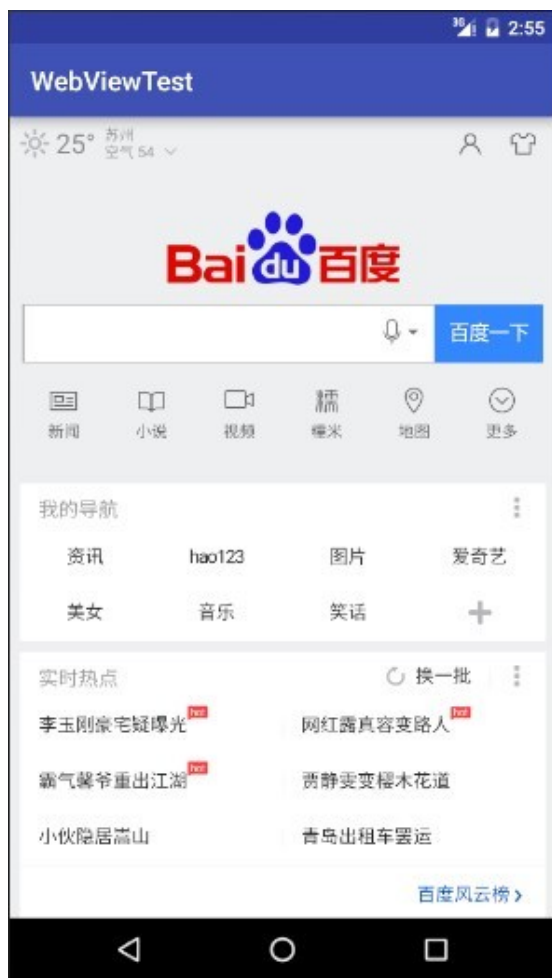 3G 2:55
WebViewTest
25° 苏州
空气 54
Bai du 百度
百度一下
新闻 小说 视频 糯米 地图 更多
我的导航
资讯 hao123 图片 爱奇艺
美女 音乐 笑话
实时热点 换一批
李玉刚豪宅疑曝光 hot 网红露真容变路人 hot
霸气馨爷重出江湖 hot 贾静雯变樱木花道
小伙隐居嵩山 青岛出租车罢运
百度风云榜